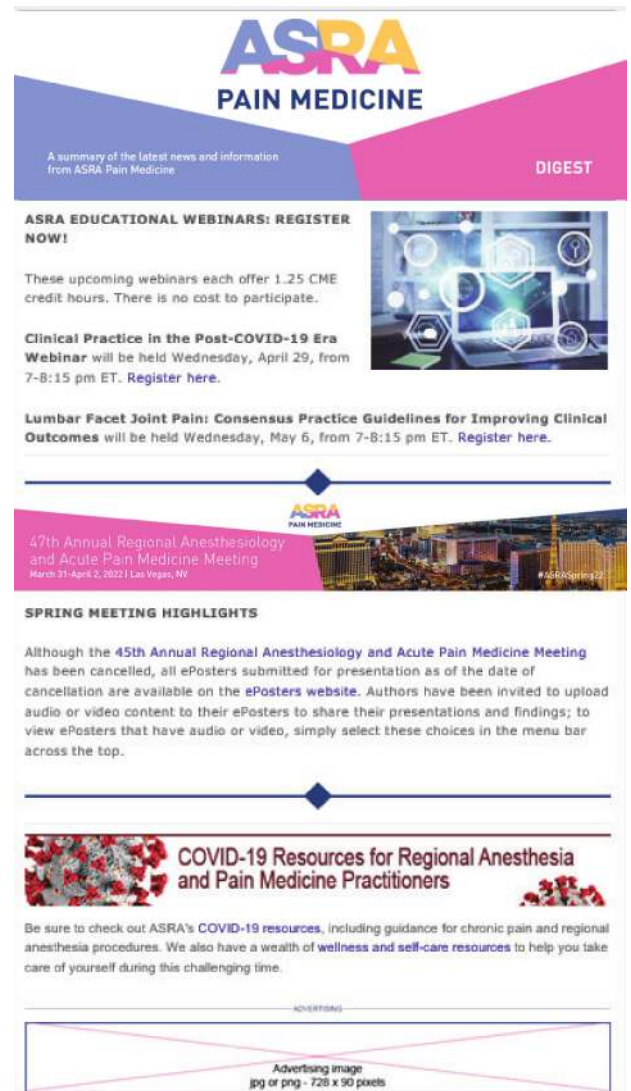 ASRA
PAIN MEDICINE
A summary of the latest news and information
from ASRA Pain Medicine
DIGEST
ASRA EDUCATIONAL WEBINARS: REGISTER
NOW!
These upcoming webinars each offer 1.25 CME
credit hours. There is no cost to participate.
Clinical Practice in the Post-COVID-19 Era
Webinar will be held Wednesday, April 29, from
7-8:15 pm ET. Register here.
Lumbar Facet Joint Pain: Consensus Practice Guidelines for Improving Clinical
Outcomes will be held Wednesday, May 6, from 7-8:15 pm ET. Register here.
ASRA
PAIN MEDICINE
47th Annual Regional Anesthesiology
and Acute Pain Medicine Meeting
March 31-April 2, 2022 | Las Vegas, NV
#ASRASpring22
SPRING MEETING HIGHLIGHTS
Although the 45th Annual Regional Anesthesiology and Acute Pain Medicine Meeting
has been cancelled, all ePosters submitted for presentation as of the date of
cancellation are available on the ePosters website. Authors have been invited to upload
audio or video content to their ePosters to share their presentations and findings; to
view ePosters that have audio or video, simply select these choices in the menu bar
across the top.
COVID-19 Resources for Regional Anesthesia
and Pain Medicine Practitioners
Be sure to check out ASRA's COVID-19 resources, including guidance for chronic pain and regional
anesthesia procedures. We also have a wealth of wellness and self-care resources to help you take
care of yourself during this challenging time.
ADVERTISING
Advertising image
jpg or png - 728 x 90 pixels